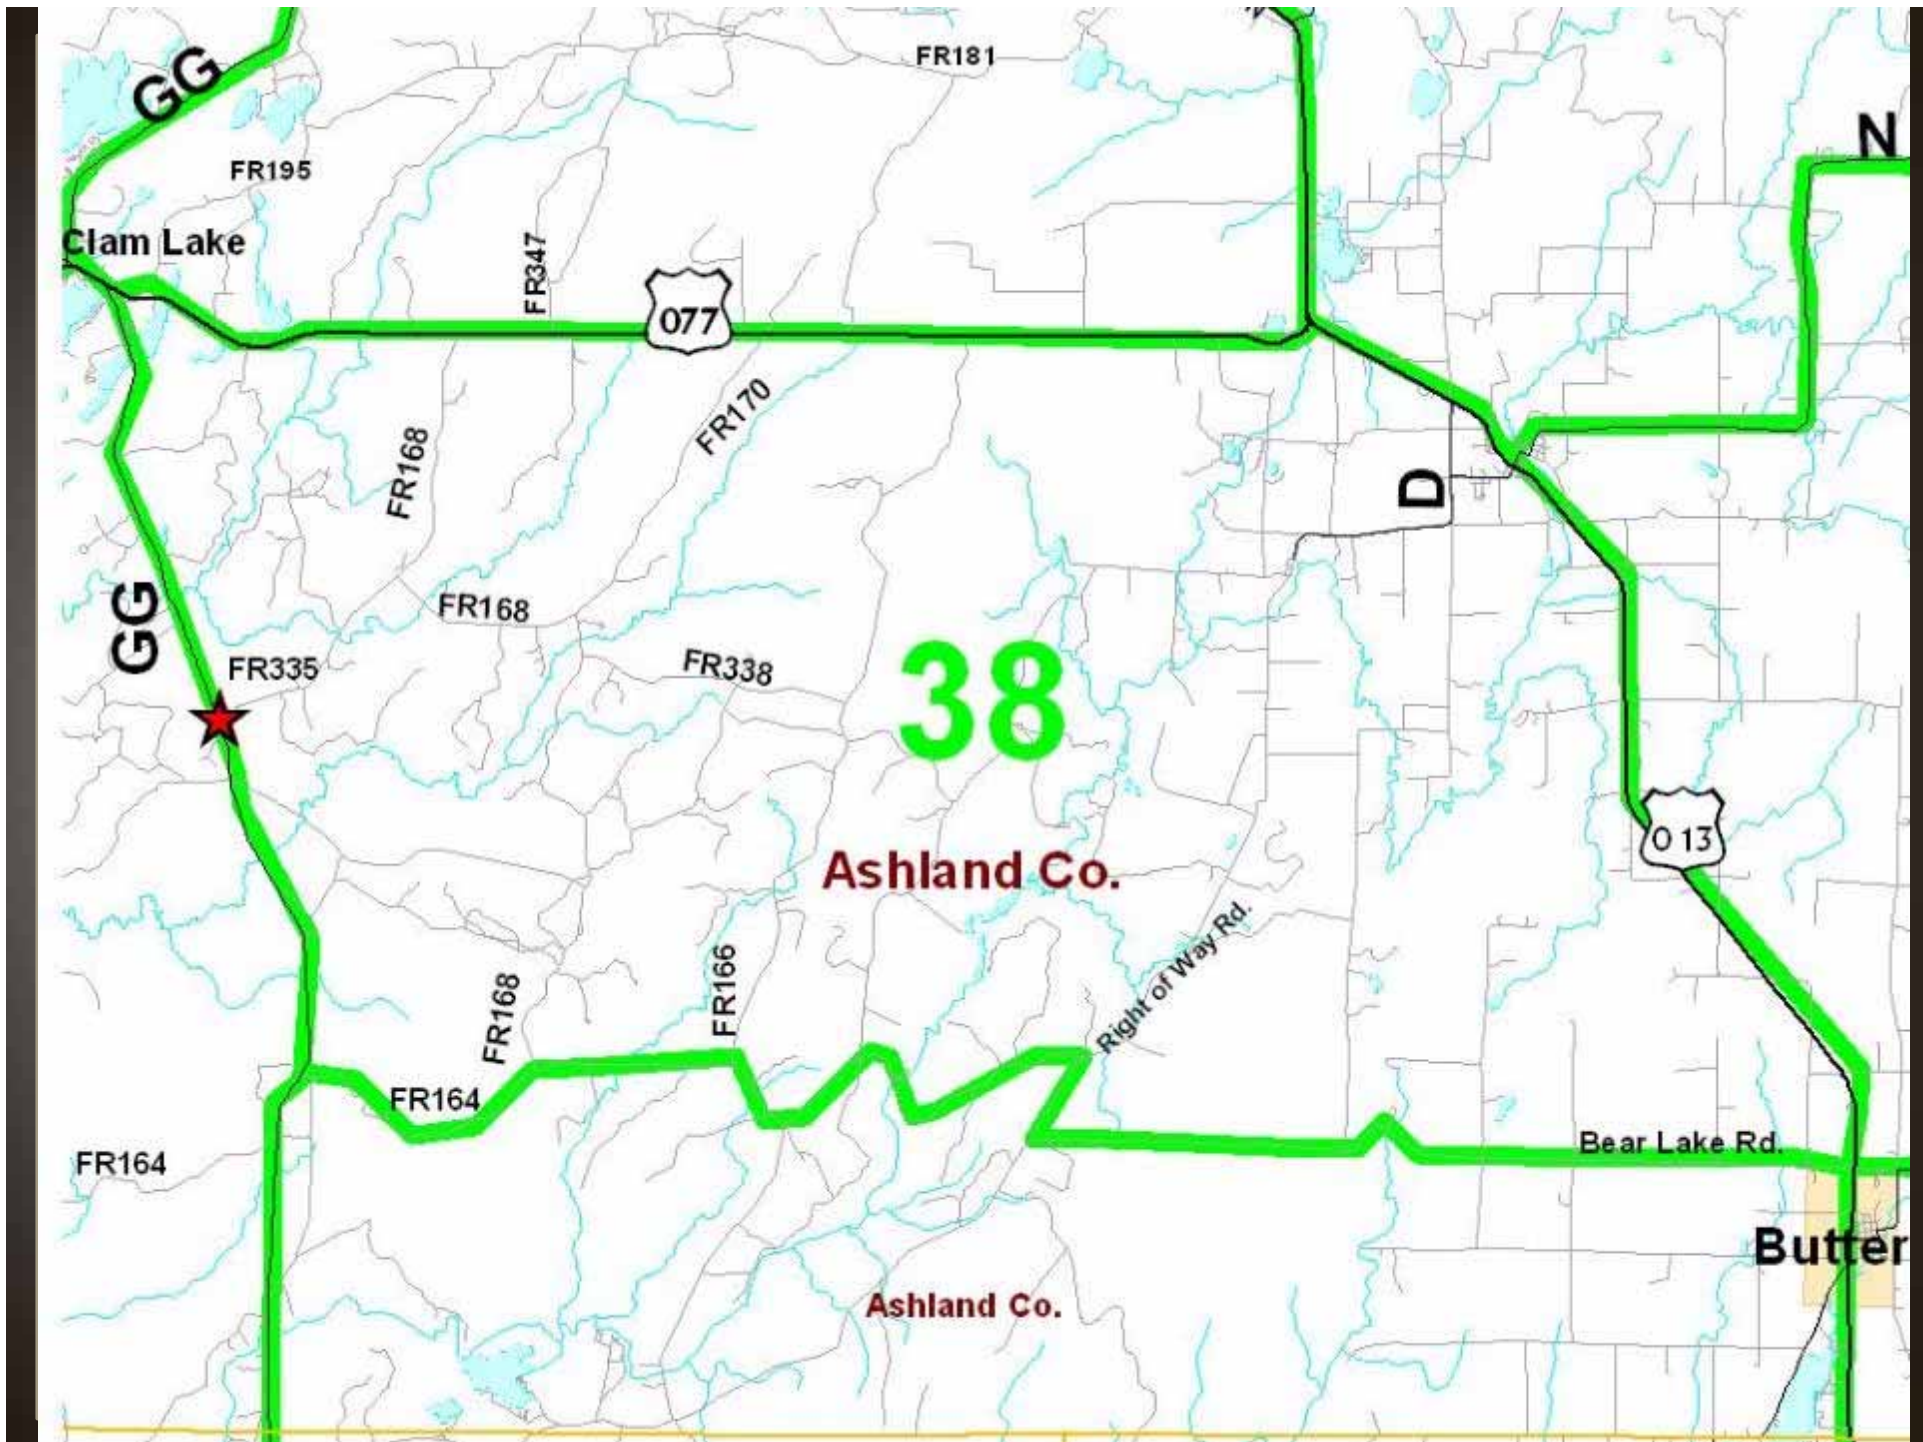 GG
FR181
N
FR195
Clam Lake
FR347
077
FR170
FR168
D
GG
FR168
FR335
FR338
38
O 13
Ashland Co.
Right of Way Rd.
FR166
FR168
FR164
Bear Lake Rd.
FR164
Butter
Ashland Co.